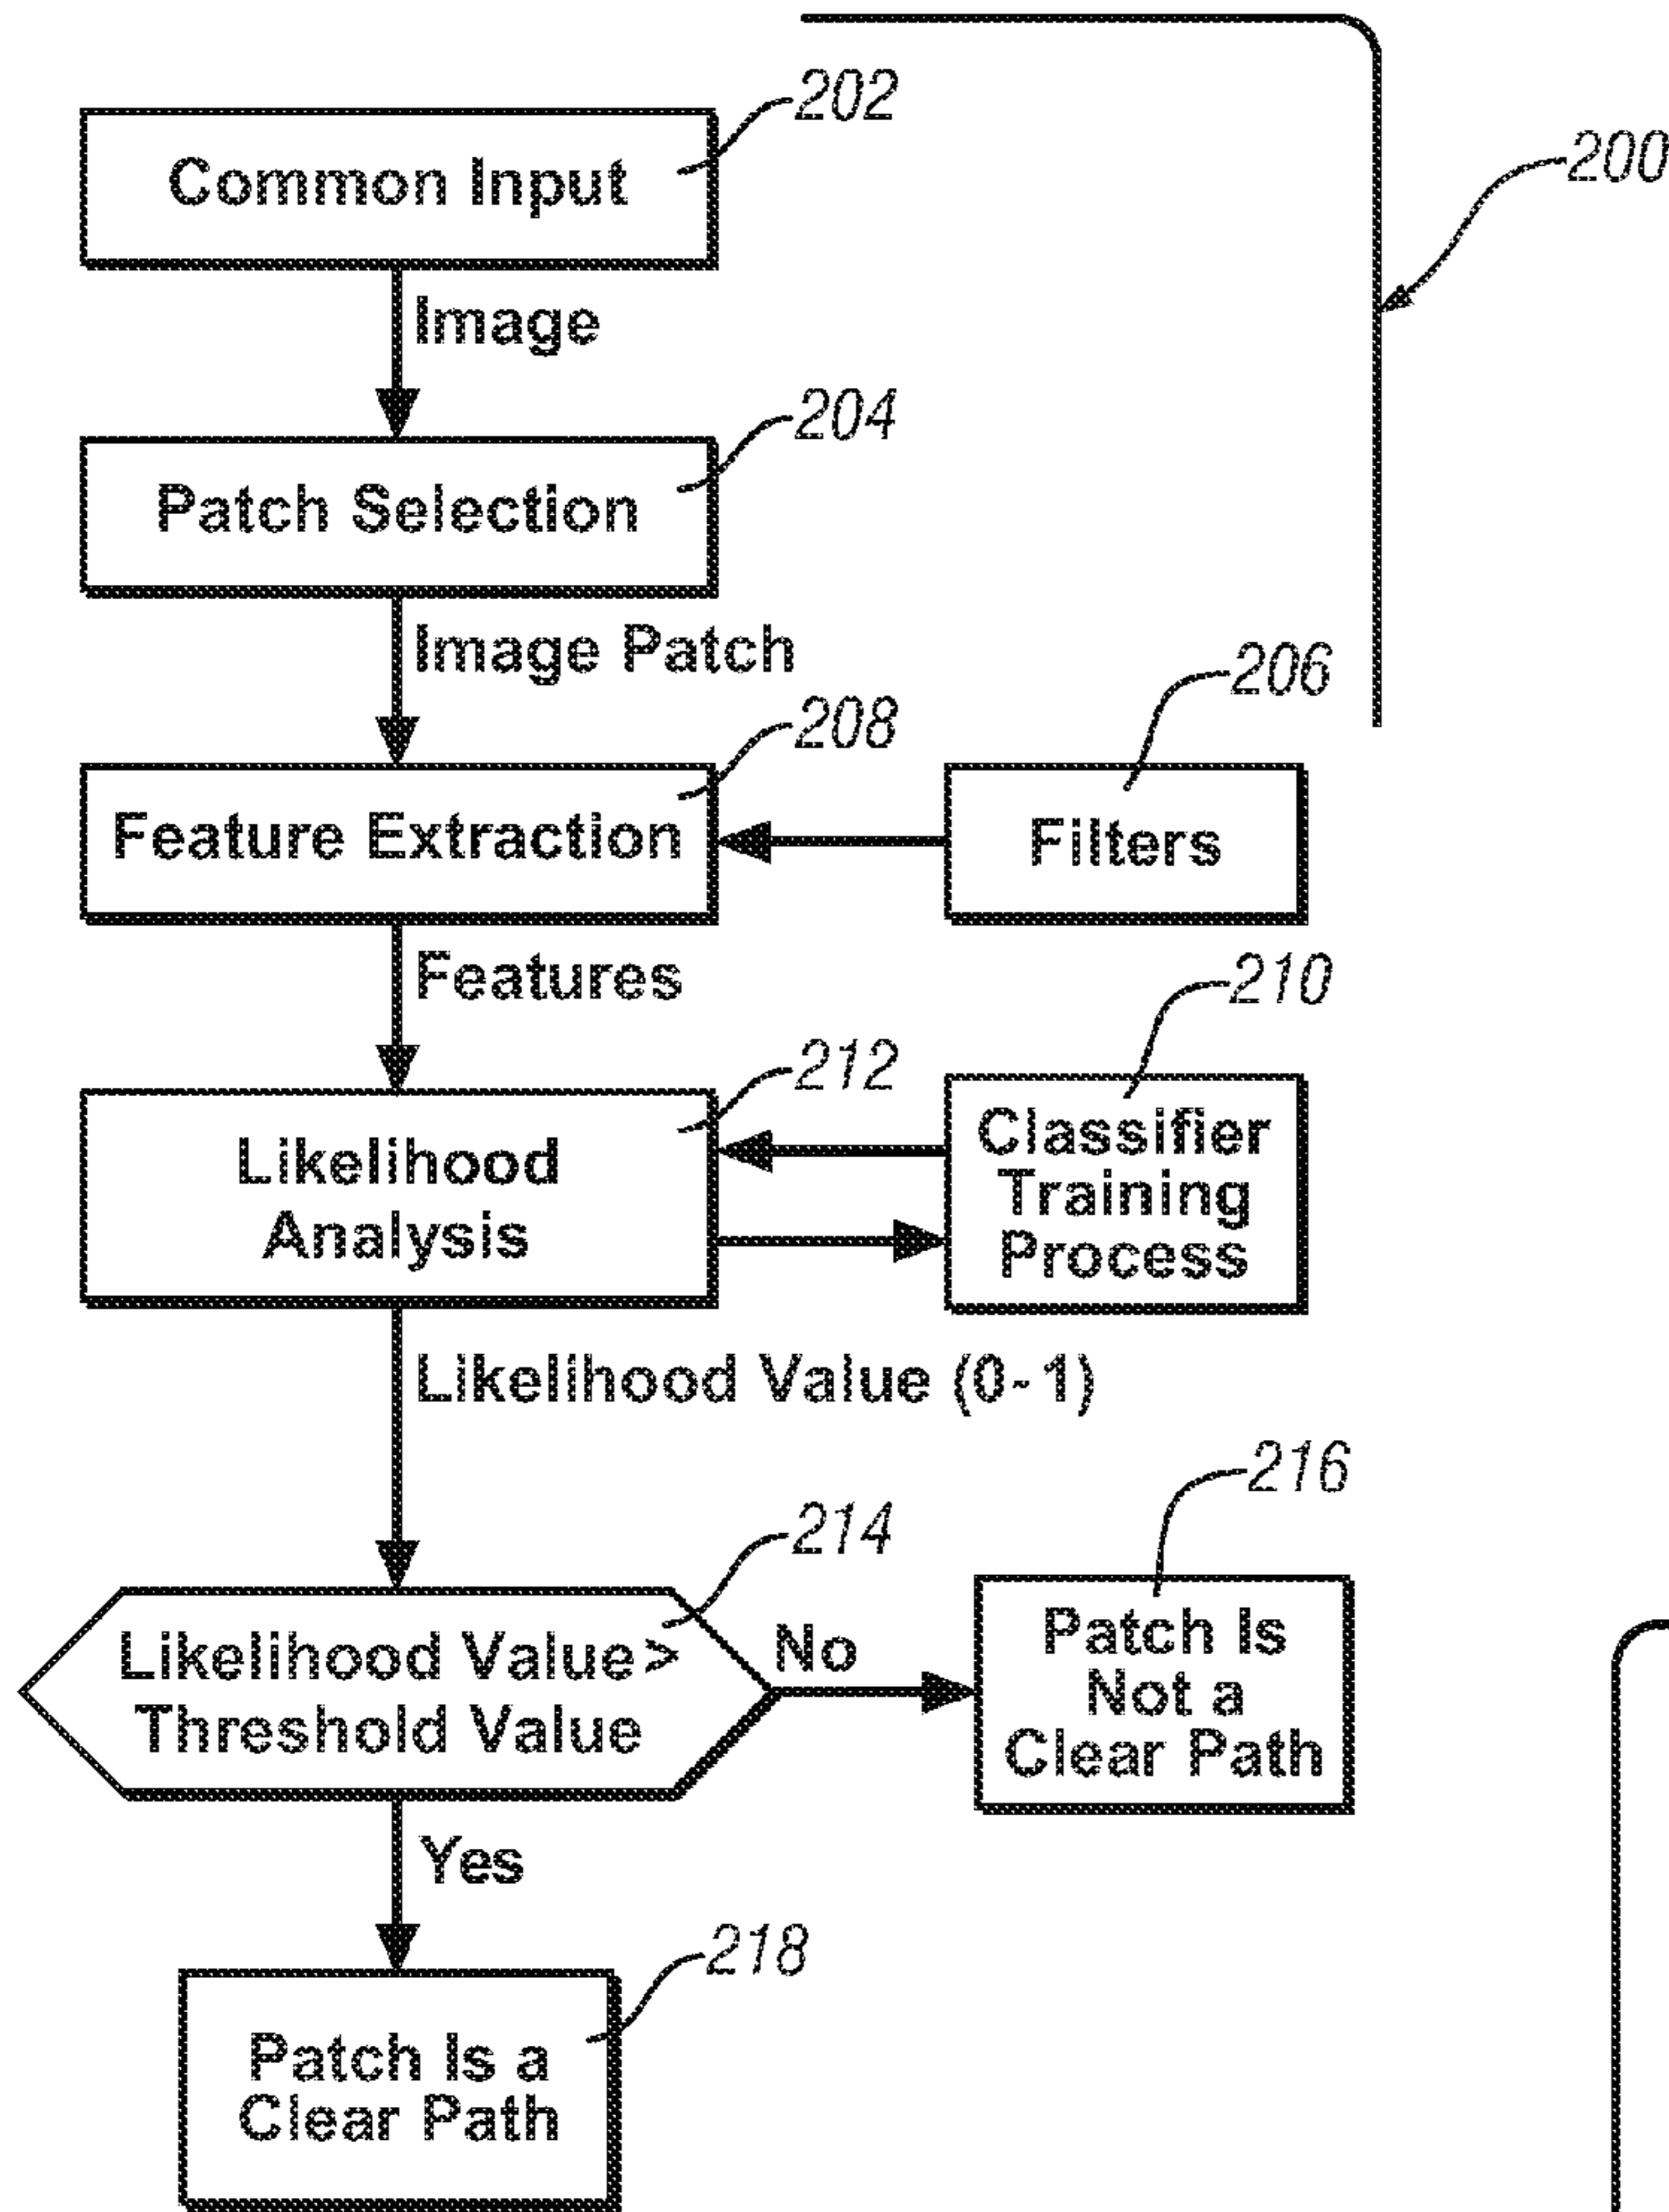 202
Common Input
200
Image
204
Patch Selection
Image Patch
206
208
Feature Extraction
Filters
Features
210
212
Likelihood
Analysis
Classifier
Training
Process
Likelihood Value (0-1)
216
214
Likelihood Value >
Threshold Value
No
Patch Is
Not a
Clear Path
Yes
218
Patch Is a
Clear Path